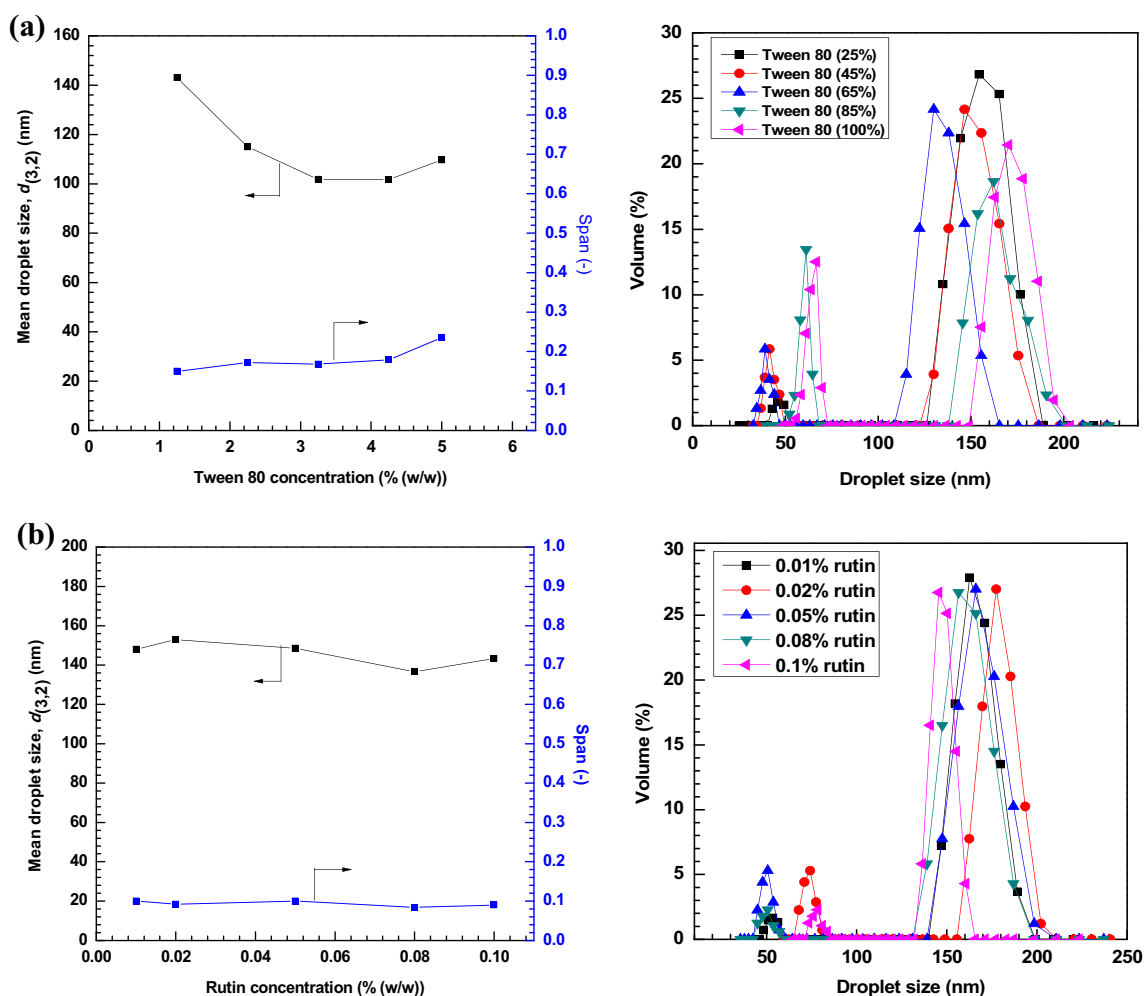 (a)
160
140
120
100
80
60
40
20
0
Mean droplet size, d(3,2) (nm)
1.0
0.9
0.8
0.7
0.6
0.5
0.4
0.3
0.2
0.1
0.0
Span (-)
0 1 2 3 4 5 6
Tween 80 concentration (% (w/w))
30
25
20
15
10
5
0
Volume (%)
Tween 80 (25%)
Tween 80 (45%)
Tween 80 (65%)
Tween 80 (85%)
Tween 80 (100%)
0 50 100 150 200
Droplet size (nm)
(b)
200
180
160
140
120
100
80
60
40
20
0
Mean droplet size, d(3,2) (nm)
1.0
0.9
0.8
0.7
0.6
0.5
0.4
0.3
0.2
0.1
0.0
Span (-)
0.00 0.02 0.04 0.06 0.08 0.10
Rutin concentration (% (w/w))
30
25
20
15
10
5
0
Volume (%)
0.01% rutin
0.02% rutin
0.05% rutin
0.08% rutin
0.1% rutin
50 100 150 200 250
Droplet size (nm)